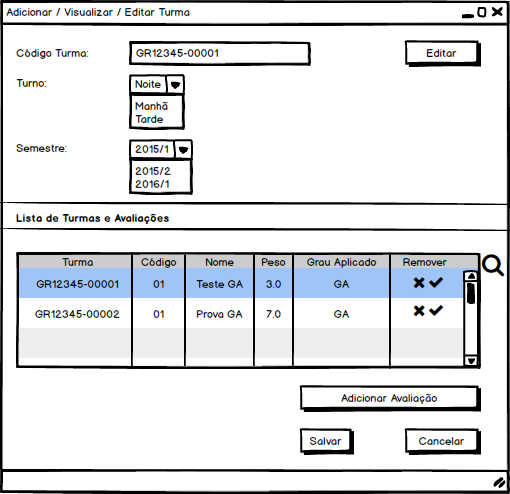 Adicionar / Visualizar / Editar Turma
Código Turma: GR12345-00001 Editar
Turno: Noite
Manhã
Tarde
Semestre: 2015/1
2015/2
2016/1
Lista de Turmas e Avaliações
Turma Código Nome Peso Grau Aplicado Remover
GR12345-00001 01 Teste GA 3.0 GA
GR12345-00002 01 Prova GA 7.0 GA
Adicionar Avaliação
Salvar Cancelar